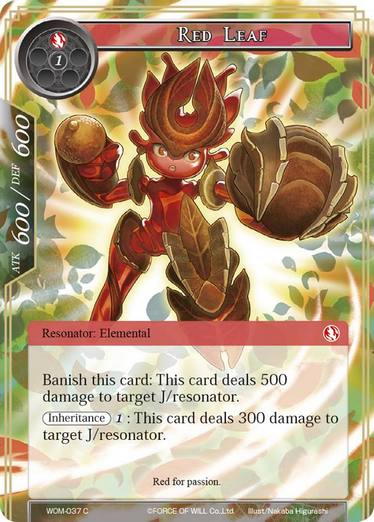 Red Leaf
1
ATK 600 / DEF 600
Resonator: Elemental
Banish this card: This card deals 500
damage to target J/resonator.
Inheritance 1 : This card deals 300 damage to
target J/resonator.
Red for passion.
WOM-037 C ©FORCE OF WILL Co.,Ltd. Illust/Nakaba Higurashi